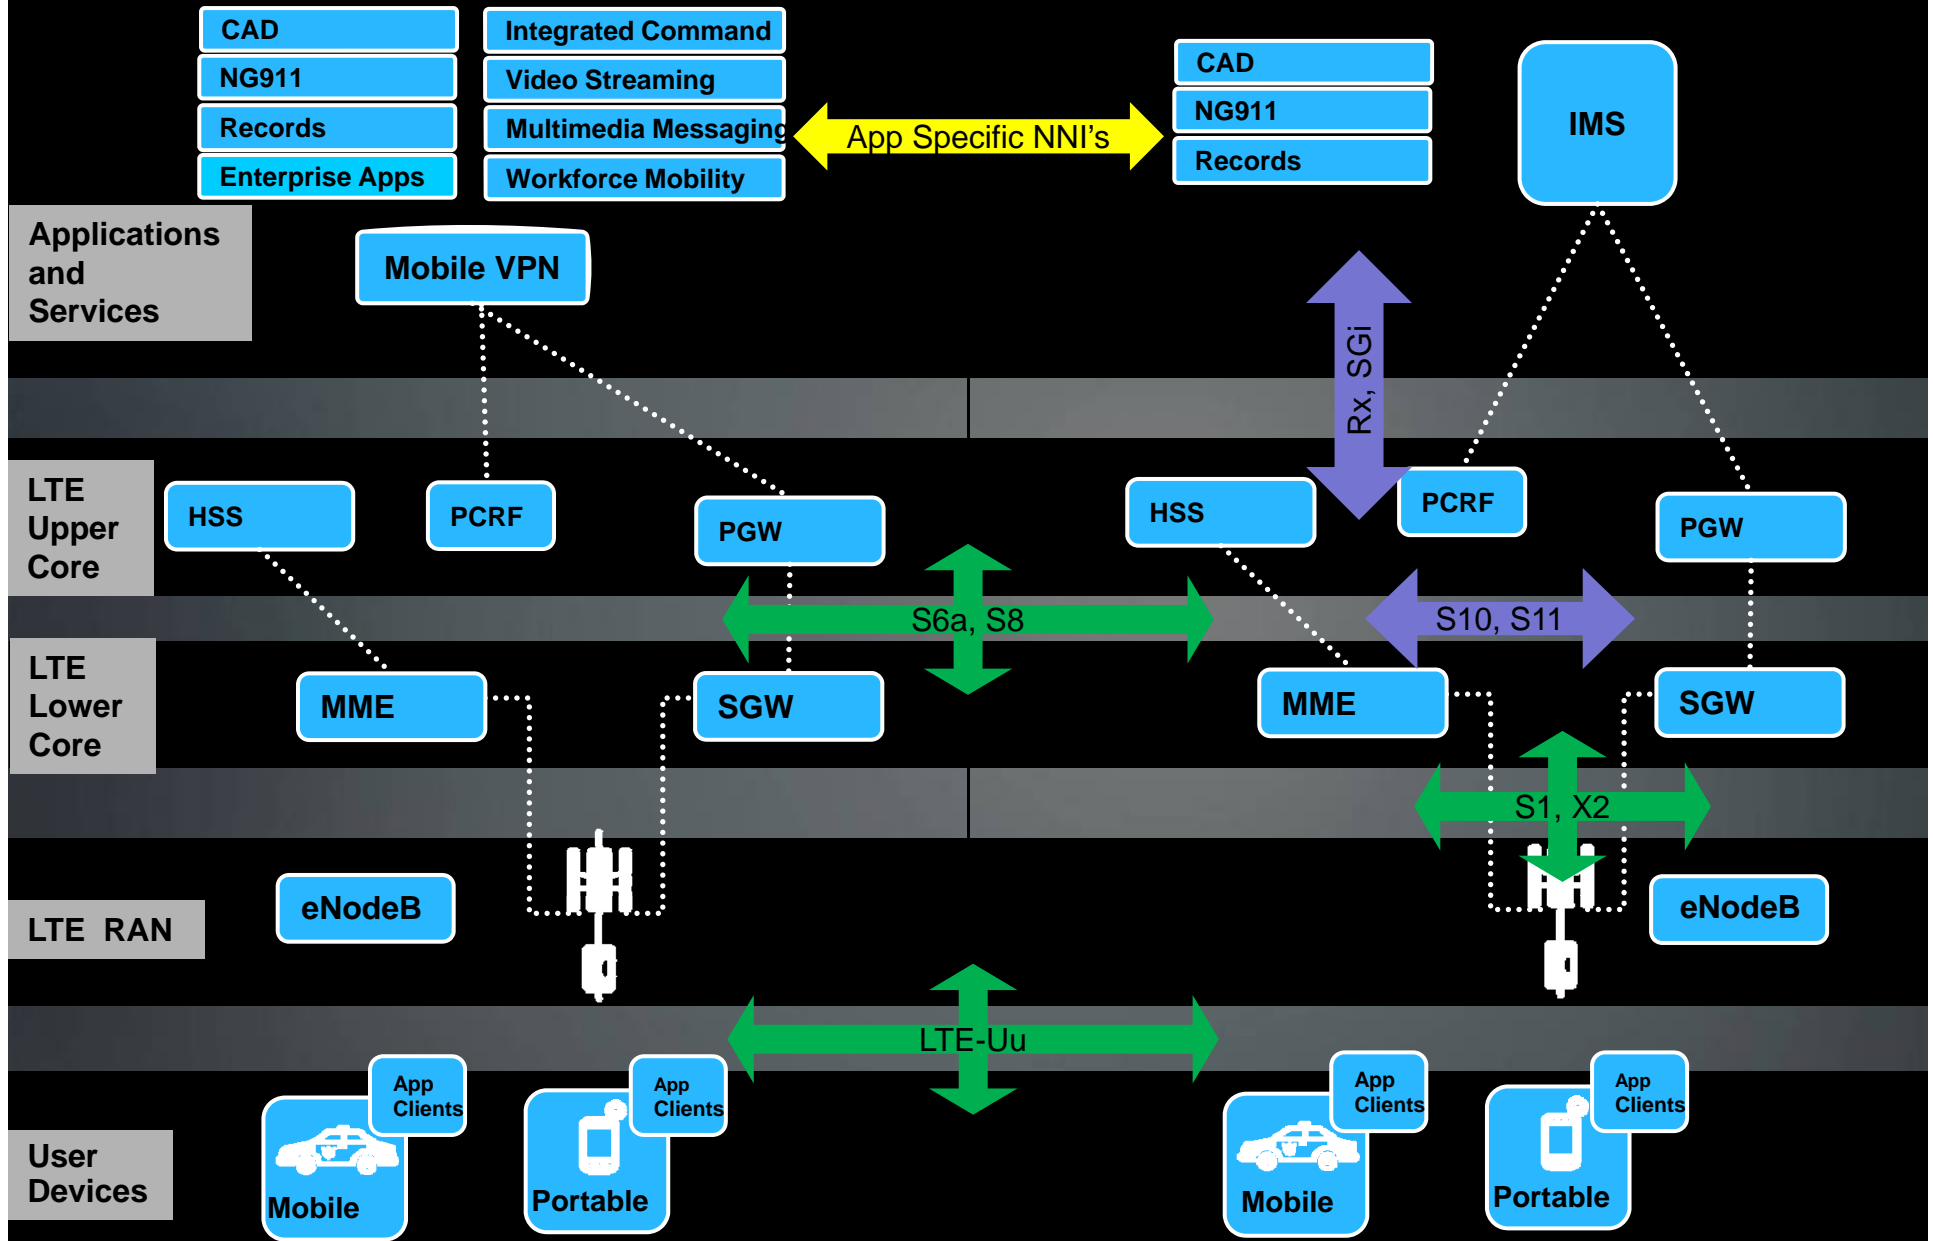 CAD
NG911
Records
Enterprise Apps
Integrated Command
Video Streaming
Multimedia Messaging
Workforce Mobility
App Specific NNI's
CAD
NG911
Records
IMS
Applications
and
Services
Mobile VPN
Rx, SGi
LTE
Upper
Core
HSS
PCRF
PGW
HSS
PCRF
PGW
S6a, S8
S10, S11
LTE
Lower
Core
MME
SGW
MME
SGW
S1, X2
LTE RAN
eNodeB
eNodeB
LTE-Uu
User
Devices
App
Clients
Mobile
App
Clients
Portable
App
Clients
Mobile
App
Clients
Portable